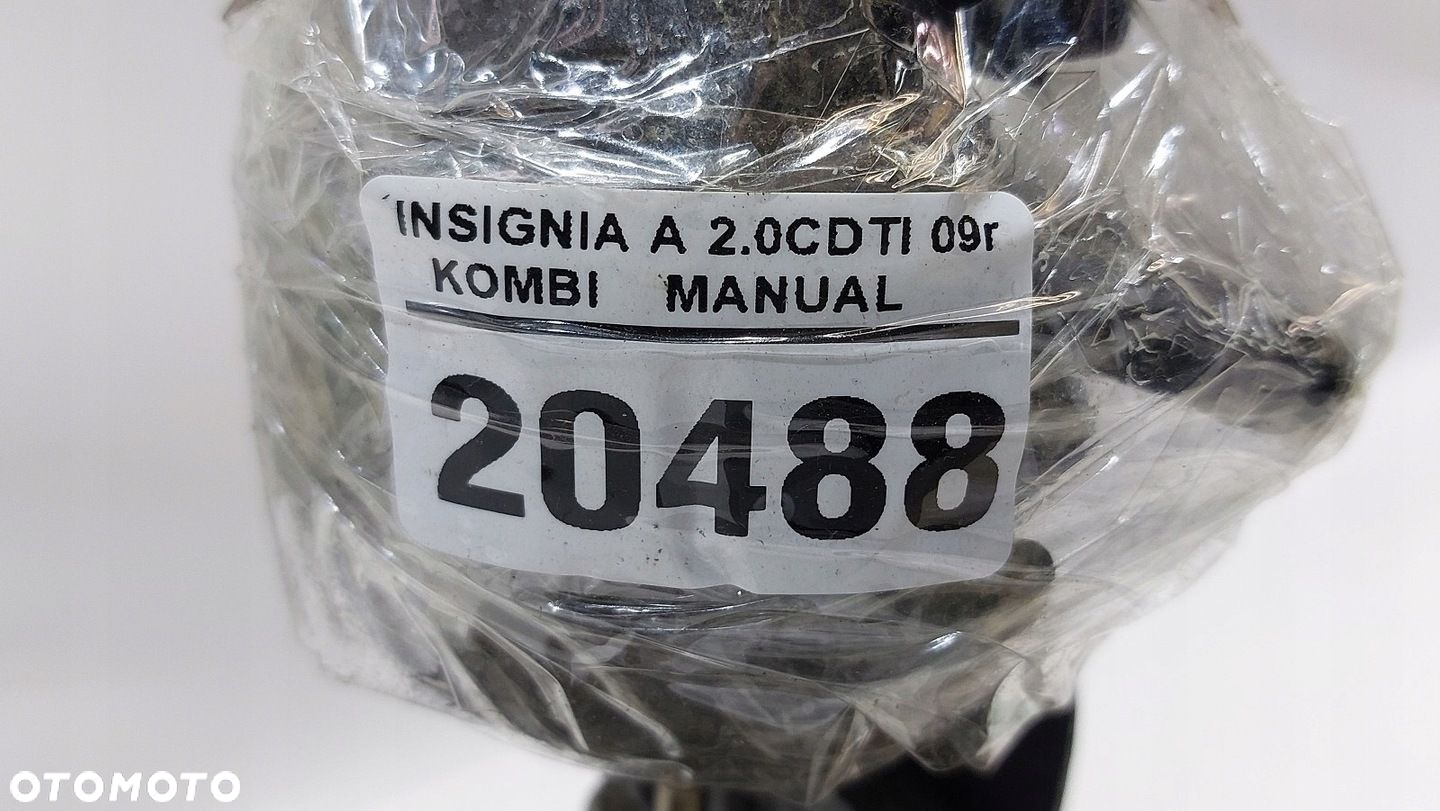 INSIGNIA A 2.0CDTI 09r
KOMBI MANUAL
20488
OTOMOTO